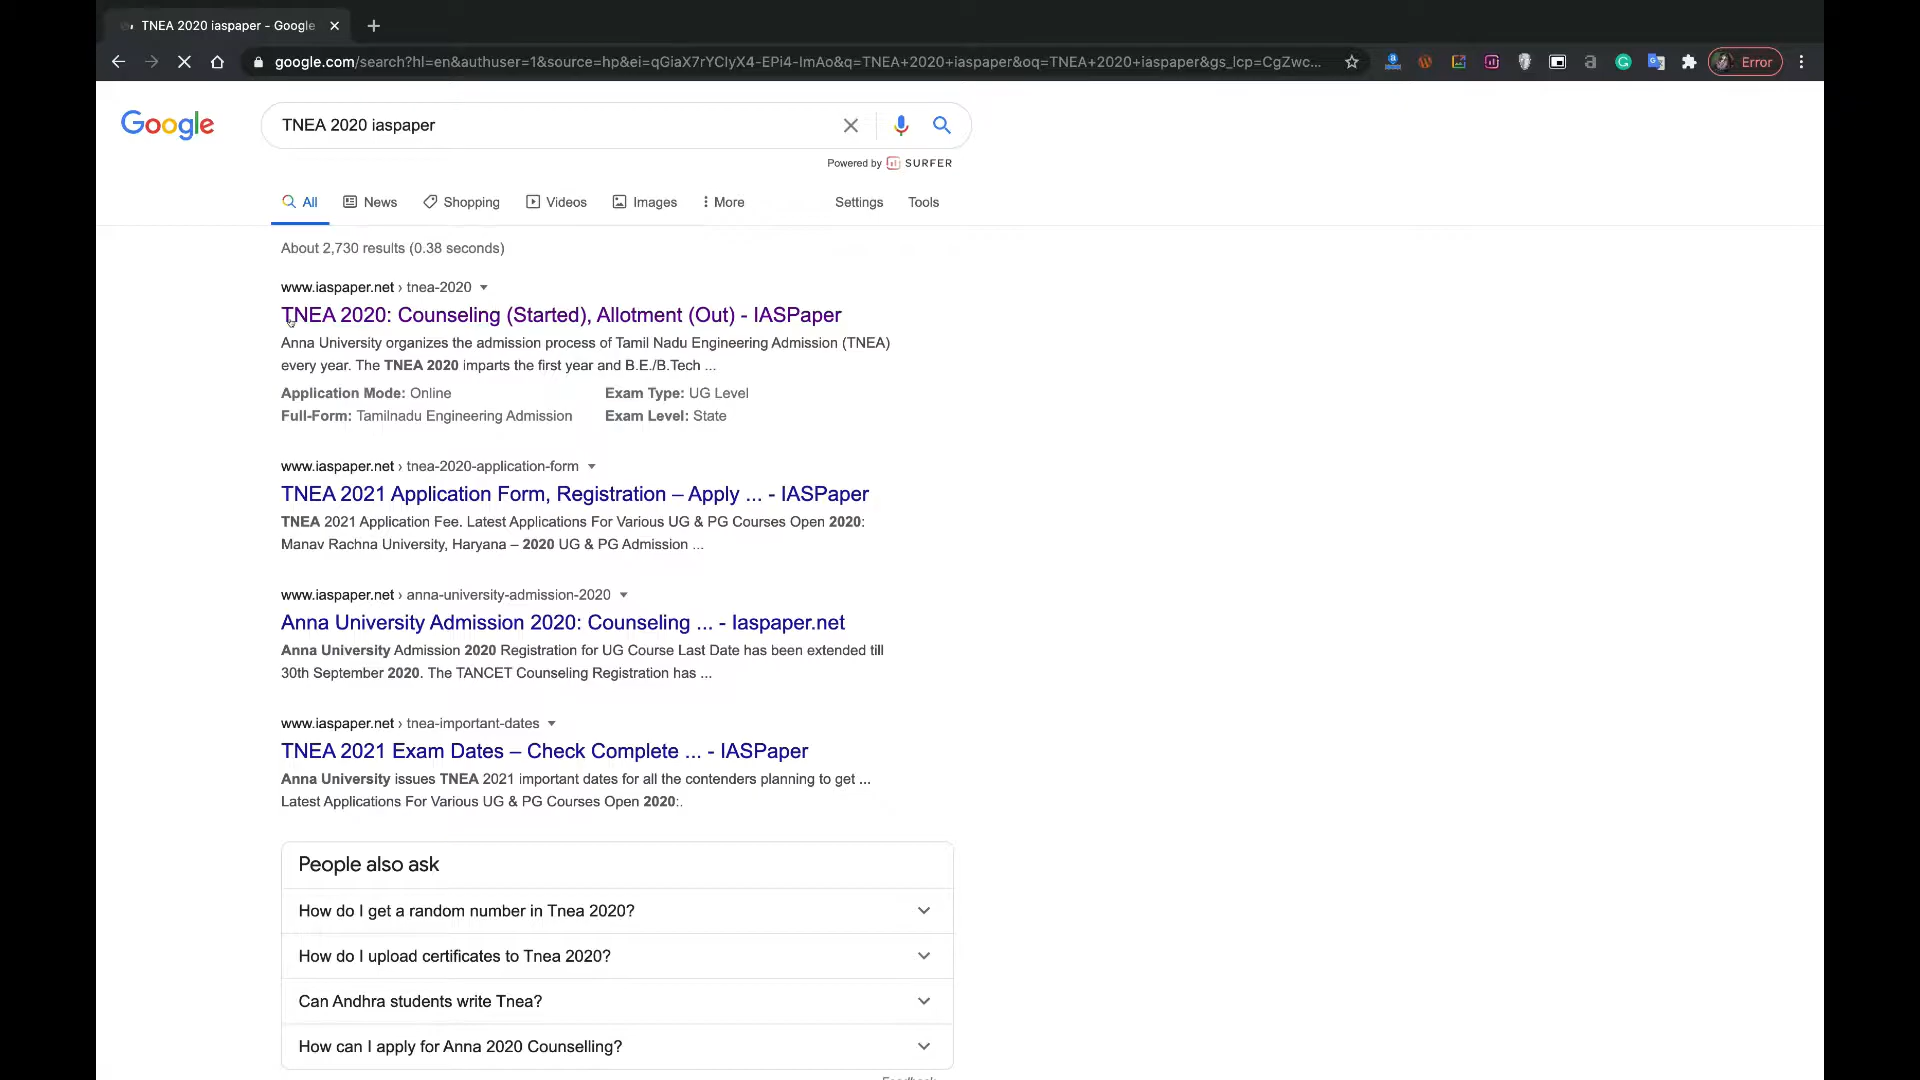 TNEA 2020 iaspaper - Google
google.com/search?hl=en&authuser=1&source=hp&ei=qGiaX7rYCIyX4-EPi4-ImAo&q=TNEA+2020+iaspaper&oq=TNEA+2020+iaspaper&gs_lcp=CgZwc...
Error
Google
TNEA 2020 iaspaper
Powered by SURFER
All News Shopping Videos Images More Settings Tools
About 2,730 results (0.38 seconds)
www.iaspaper.net › tnea-2020
TNEA 2020: Counseling (Started), Allotment (Out) - IASPaper
Anna University organizes the admission process of Tamil Nadu Engineering Admission (TNEA)
every year. The TNEA 2020 imparts the first year and B.E./B.Tech ...
Application Mode: Online Exam Type: UG Level
Full-Form: Tamilnadu Engineering Admission Exam Level: State
www.iaspaper.net › tnea-2020-application-form
TNEA 2021 Application Form, Registration – Apply ... - IASPaper
TNEA 2021 Application Fee. Latest Applications For Various UG & PG Courses Open 2020:
Manav Rachna University, Haryana – 2020 UG & PG Admission ...
www.iaspaper.net › anna-university-admission-2020
Anna University Admission 2020: Counseling ... - Iaspaper.net
Anna University Admission 2020 Registration for UG Course Last Date has been extended till
30th September 2020. The TANCET Counseling Registration has ...
www.iaspaper.net › tnea-important-dates
TNEA 2021 Exam Dates – Check Complete ... - IASPaper
Anna University issues TNEA 2021 important dates for all the contenders planning to get ...
Latest Applications For Various UG & PG Courses Open 2020:.
People also ask
How do I get a random number in Tnea 2020?
How do I upload certificates to Tnea 2020?
Can Andhra students write Tnea?
How can I apply for Anna 2020 Counselling?